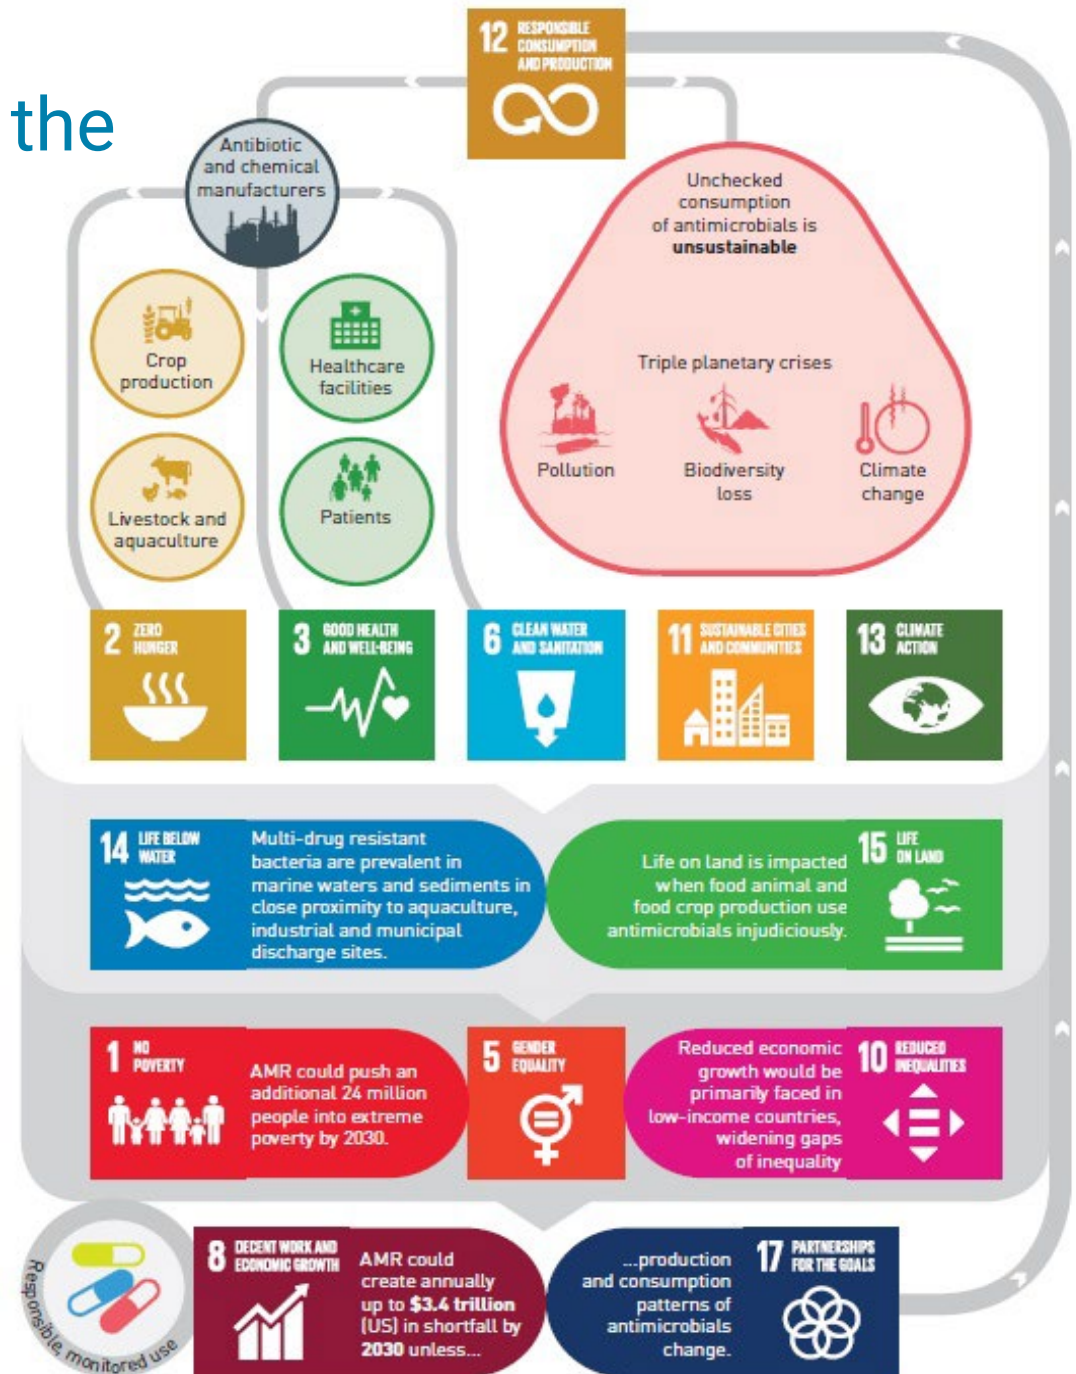 the
12 RESPONSIBLE
CONSUMPTION
AND PRODUCTION
Antibiotic
and chemical
manufacturers
Unchecked
consumption
of antimicrobials is
unsustainable
Crop
production
Healthcare
facilities
Triple planetary crises
Pollution
Biodiversity
loss
Climate
change
Livestock and
aquaculture
Patients
2 ZERO
HUNGER
3 GOOD HEALTH
AND WELL-BEING
6 CLEAN WATER
AND SANITATION
11 SUSTAINABLE CITIES
AND COMMUNITIES
13 CLIMATE
ACTION
14 LIFE BELOW
WATER
Multi-drug resistant
bacteria are prevalent in
marine waters and sediments in
close proximity to aquaculture,
industrial and municipal
discharge sites.
Life on land is impacted
when food animal and
food crop production use
antimicrobials injudiciously.
15 LIFE
ON LAND
1 NO
POVERTY
AMR could push an
additional 24 million
people into extreme
poverty by 2030.
5 GENDER
EQUALITY
Reduced economic
growth would be
primarily faced in
low-income countries,
widening gaps
of inequality
10 REDUCED
INEQUALITIES
Responsible, monitored use
8 DECENT WORK AND
ECONOMIC GROWTH
AMR could
create annually
up to $3.4 trillion
(US) in shortfall by
2030 unless...
...production
and consumption
patterns of
antimicrobials
change.
17 PARTNERSHIPS
FOR THE GOALS